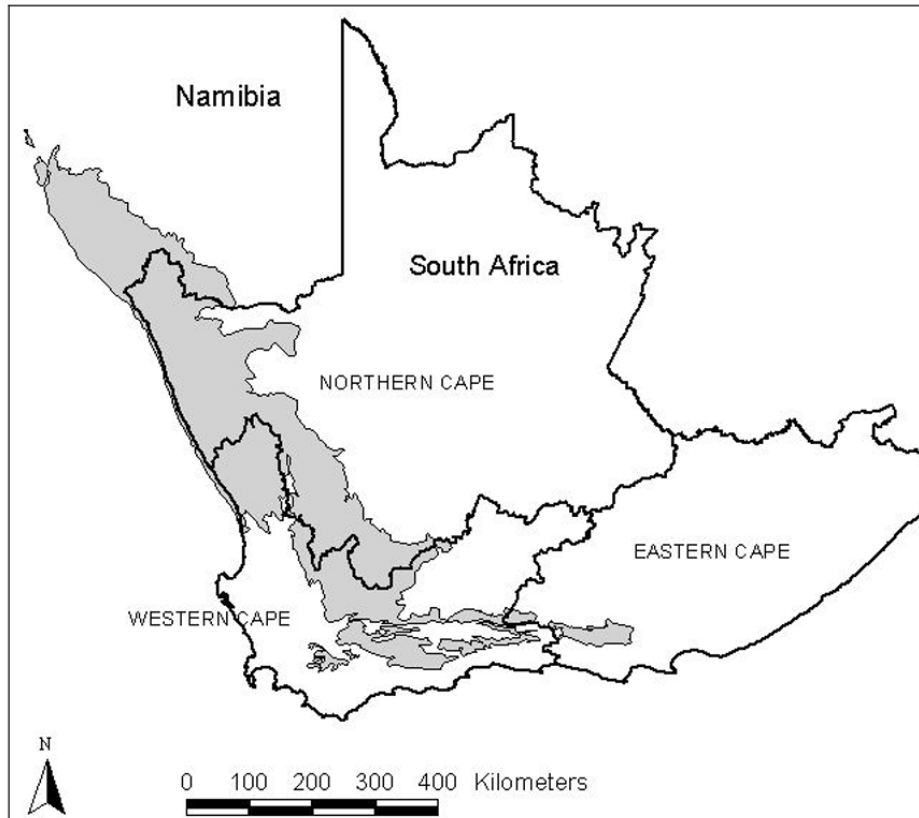 Namibia
South Africa
NORTHERN CAPE
EASTERN CAPE
WESTERN CAPE
N
0 100 200 300 400 Kilometers